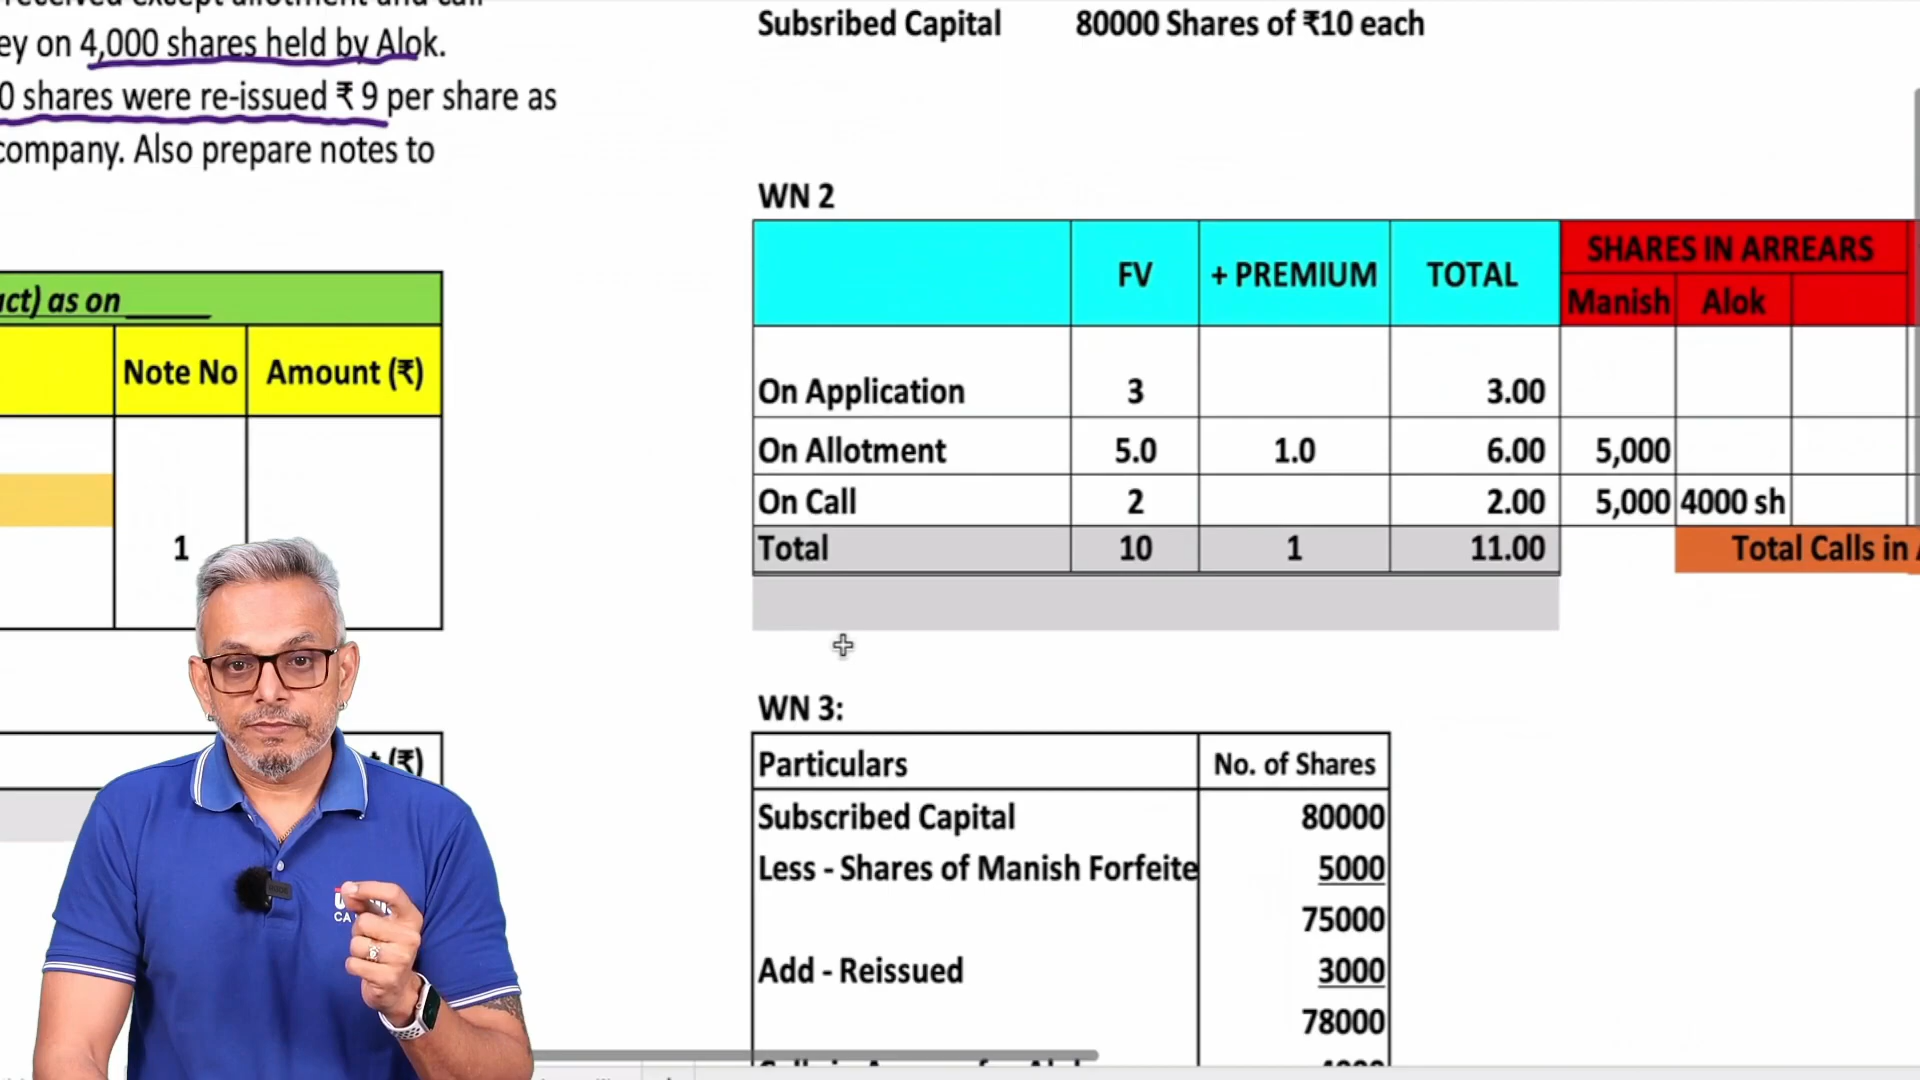 ey on 4,000 shares held by Alok.
0 shares were re-issued ₹ 9 per share as
company. Also prepare notes to
act) as on
Note No Amount (₹)
1
(₹)
CA
Subsribed Capital 80000 Shares of ₹10 each
WN 2
FV + PREMIUM TOTAL SHARES IN ARREARS
Manish Alok
On Application 3 3.00
On Allotment 5.0 1.0 6.00 5,000
On Call 2 2.00 5,000 4000 sh
Total 10 1 11.00 Total Calls in
WN 3:
Particulars No. of Shares
Subscribed Capital 80000
Less - Shares of Manish Forfeite 5000
75000
Add - Reissued 3000
78000